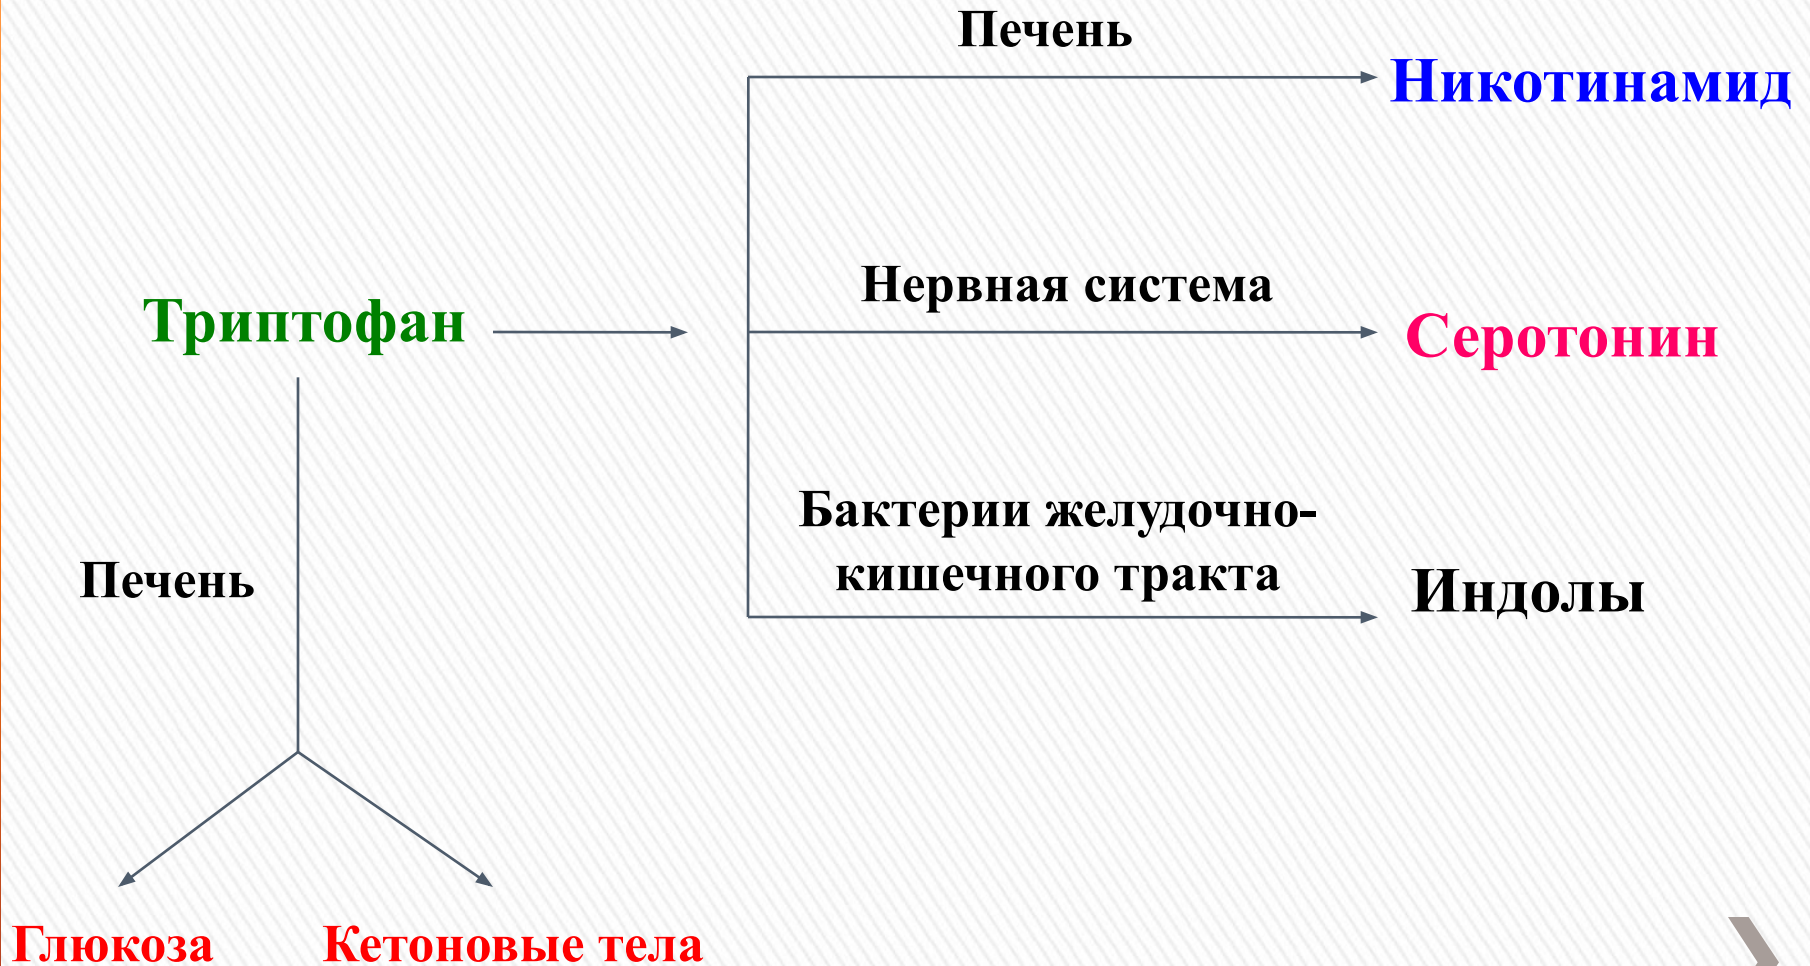 Печень
Никотинамид
Нервная система
Триптофан
Серотонин
Бактерии желудочно-
кишечного тракта
Печень
Индолы
Глюкоза
Кетоновые тела